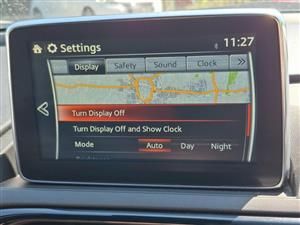 Settings 11:27
Display Safety Sound Clock »
Turn Display Off
Turn Display Off and Show Clock
Mode Auto Day Night
Brightness